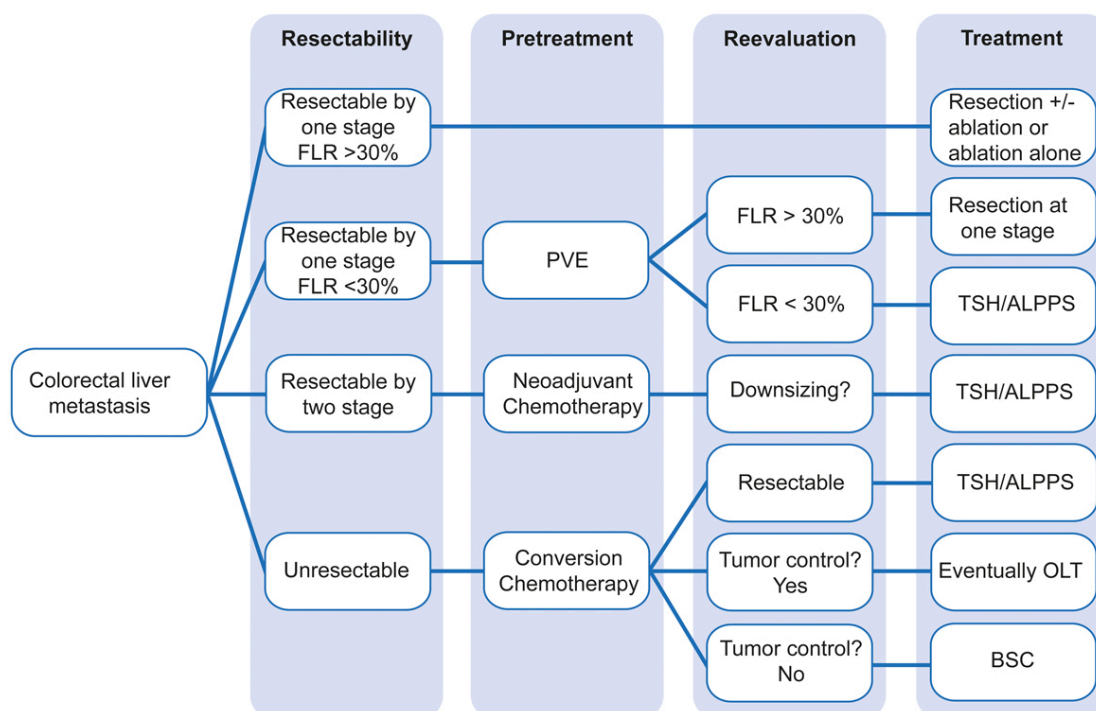 Resectability
Pretreatment
Reevaluation
Treatment
Resectable by
one stage
FLR >30%
Resection +/-
ablation or
ablation alone
Resectable by
one stage
FLR <30%
PVE
FLR > 30%
Resection at
one stage
FLR < 30%
TSH/ALPPS
Colorectal liver
metastasis
Resectable by
two stage
Neoadjuvant
Chemotherapy
Downsizing?
TSH/ALPPS
Unresectable
Conversion
Chemotherapy
Resectable
TSH/ALPPS
Tumor control?
Yes
Eventually OLT
Tumor control?
No
BSC